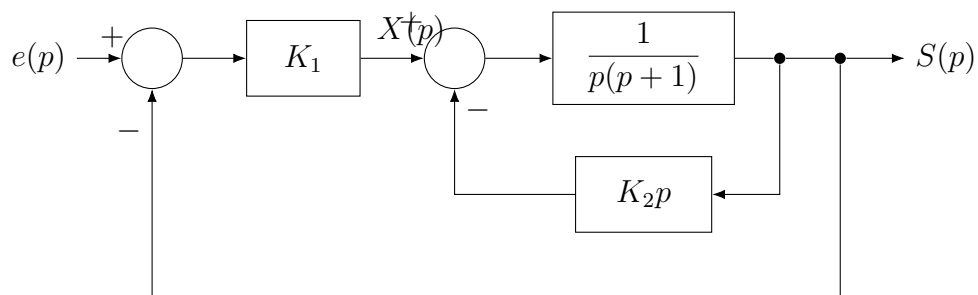 e(p) + − K₁ X(p) + − 1/(p(p + 1)) S(p)
K₂p